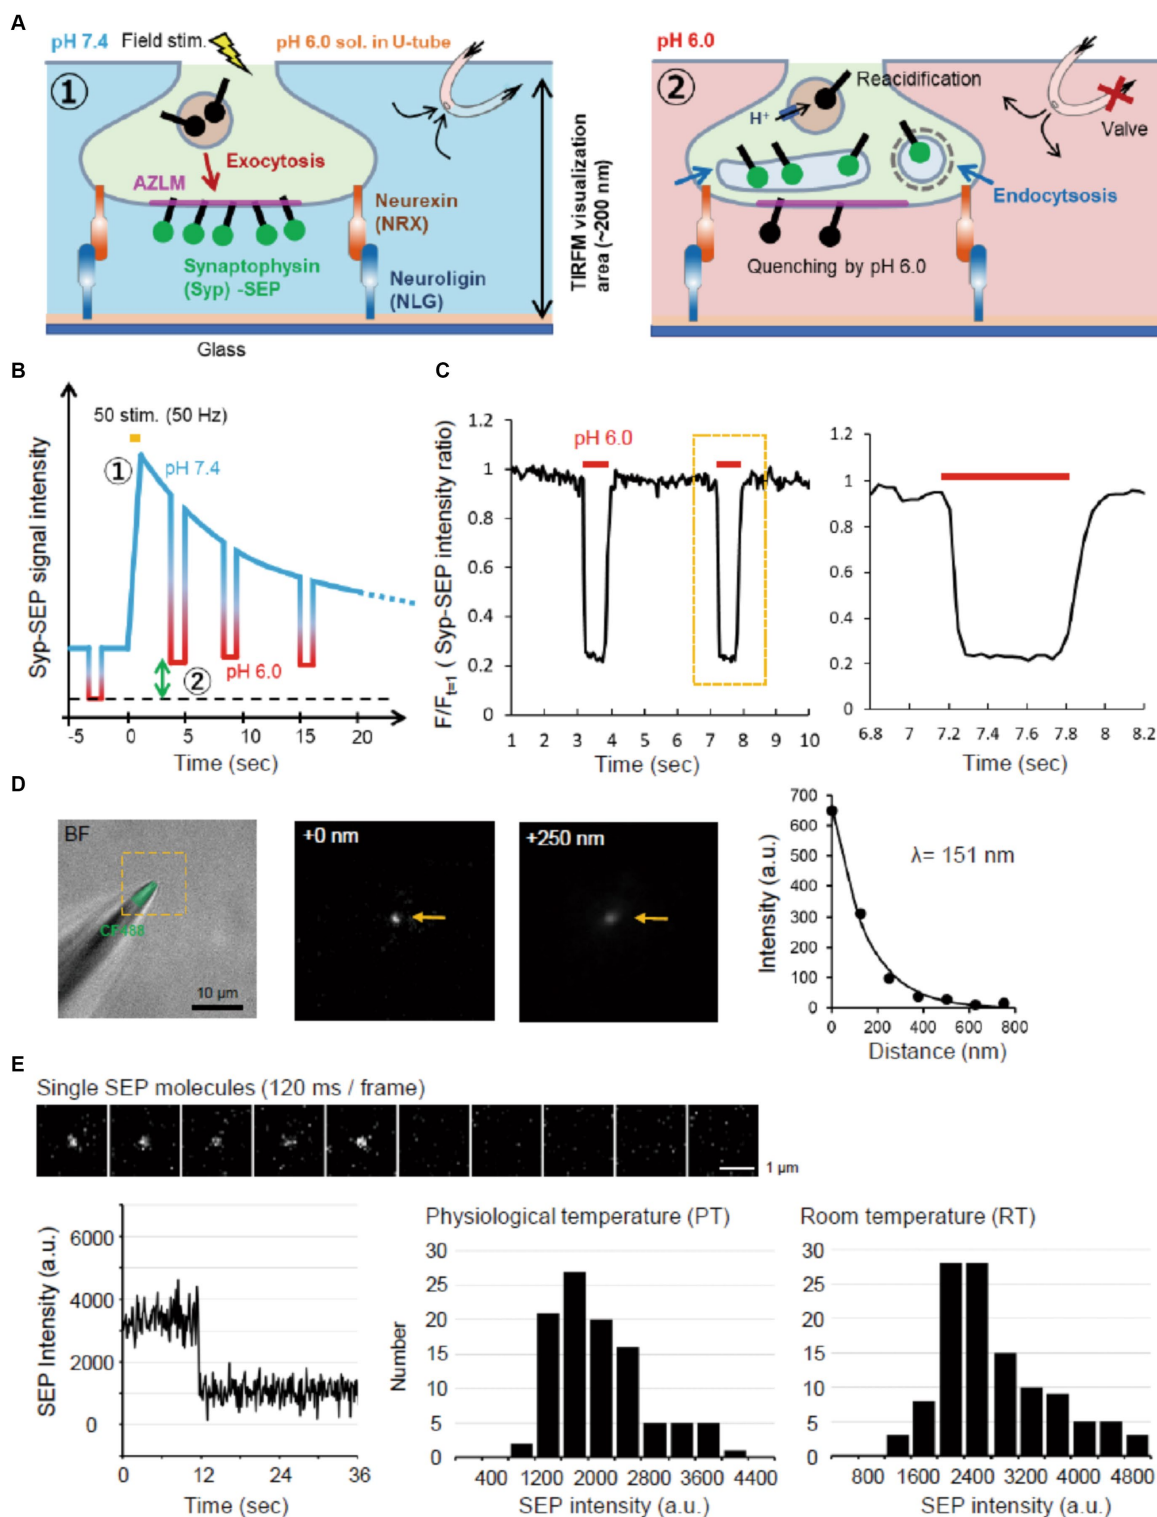 A
pH 7.4
Field stim.
pH 6.0 sol. in U-tube
①
Exocytosis
AZLM
Neurexin
(NRX)
Synaptophysin
(Syp) -SEP
Neuroligin
(NLG)
Glass
TIRFM visualization
area (~200 nm)
pH 6.0
②
Reacidification
H⁺
Valve
Endocytsosis
Quenching by pH 6.0
B
50 stim. (50 Hz)
①
pH 7.4
②
pH 6.0
Syp-SEP signal intensity
-5 0 5 10 15 20
Time (sec)
C
pH 6.0
F/Ft=1 ( Syp-SEP intensity ratio)
1.2
1
0.8
0.6
0.4
0.2
0
1 2 3 4 5 6 7 8 9 10
Time (sec)
1.2
1
0.8
0.6
0.4
0.2
0
6.8 7 7.2 7.4 7.6 7.8 8 8.2
Time (sec)
D
BF
CF488
10 µm
+0 nm
+250 nm
Intensity (a.u.)
700
600
500
400
300
200
100
0
λ= 151 nm
0 200 400 600 800
Distance (nm)
E
Single SEP molecules (120 ms / frame)
1 µm
SEP Intensity (a.u.)
6000
4000
2000
0
0 12 24 36
Time (sec)
Physiological temperature (PT)
Number
30
25
20
15
10
5
0
400 1200 2000 2800 3600 4400
SEP intensity (a.u.)
Room temperature (RT)
30
25
20
15
10
5
0
800 1600 2400 3200 4000 4800
SEP intensity (a.u.)